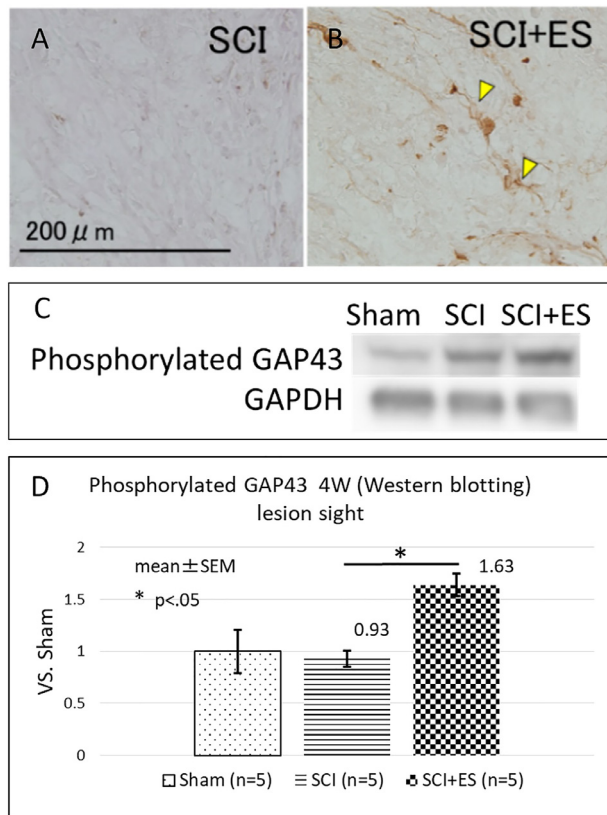 A SCI
B SCI+ES
200 μm
C
Sham SCI SCI+ES
Phosphorylated GAP43
GAPDH
D Phosphorylated GAP43 4W (Western blotting)
lesion sight
mean±SEM
* p<.05
*
VS. Sham
2
1.5
1
0.5
0
0.93
1.63
Sham (n=5) SCI (n=5) SCI+ES (n=5)